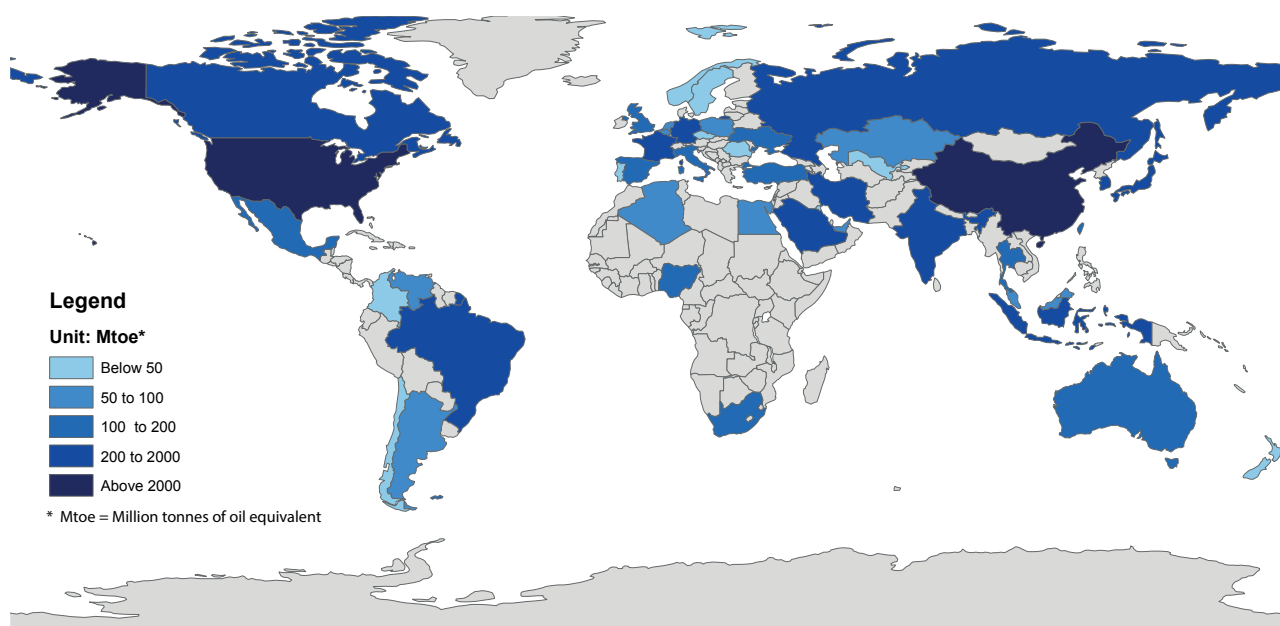 Legend
Unit: Mtoe*
Below 50
50 to 100
100 to 200
200 to 2000
Above 2000
* Mtoe = Million tonnes of oil equivalent